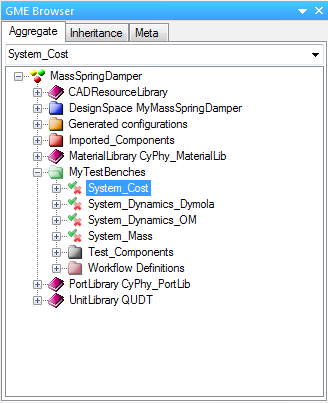 GME Browser
Aggregate Inheritance Meta
System_Cost
MassSpringDamper
CADResourceLibrary
DesignSpace MyMassSpringDamper
Generated configurations
Imported_Components
MaterialLibrary CyPhy_MaterialLib
MyTestBenches
System_Cost
System_Dynamics_Dymola
System_Dynamics_OM
System_Mass
Test_Components
Workflow Definitions
PortLibrary CyPhy_PortLib
UnitLibrary QUDT